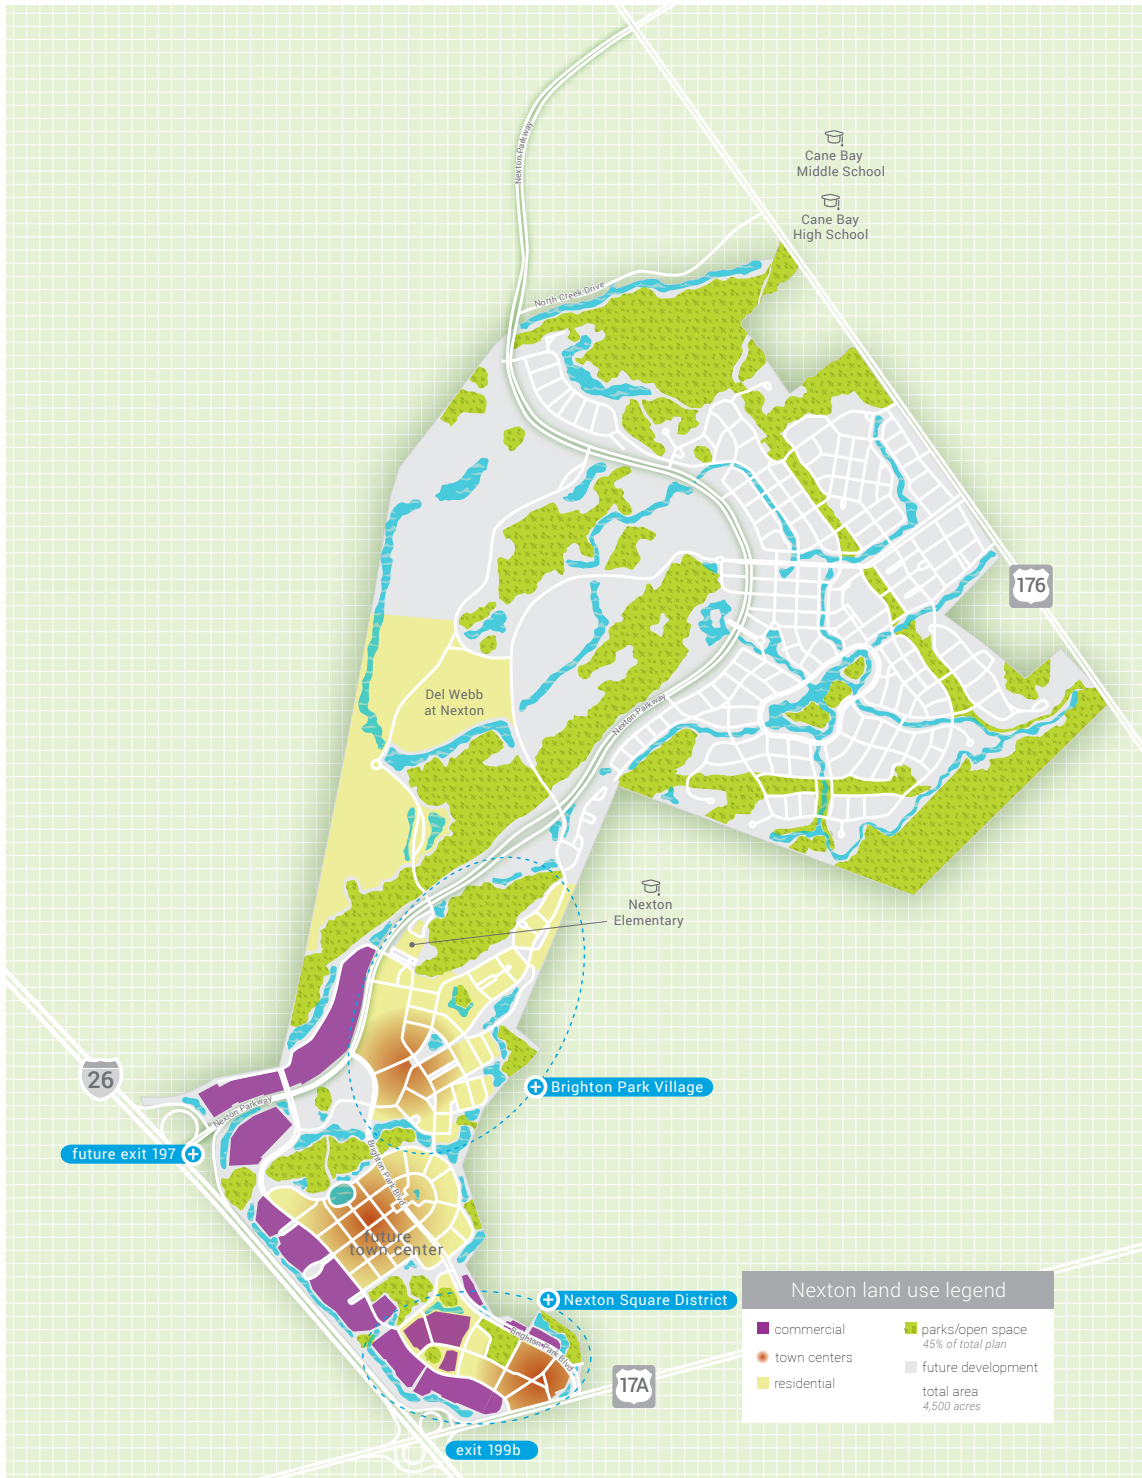 Nexton Parkway
Cane Bay
Middle School
Cane Bay
High School
North Creek Drive
176
Del Webb
at Nexton
Nexton Parkway
Nexton
Elementary
26
Brighton Park Village
Nexton Parkway
future exit 197
Brighton Park Blvd
future
town center
Nexton Square District
Brighton Park Blvd
17A
exit 199b
Nexton land use legend
commercial
town centers
residential
parks/open space
45% of total plan
future development
total area
4,500 acres